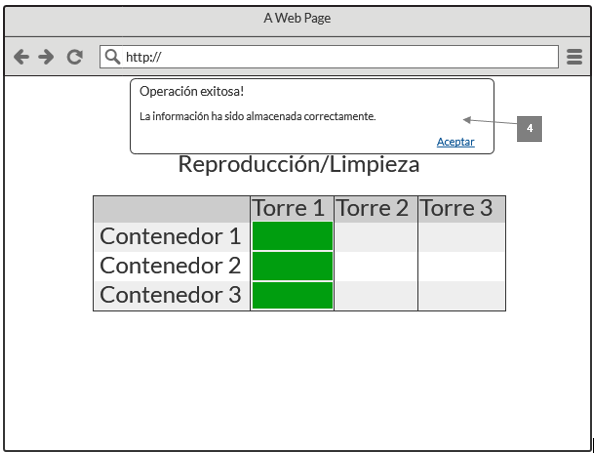 A Web Page
http://
Operación exitosa!
La información ha sido almacenada correctamente.
4
Aceptar
Reproducción/Limpieza
Torre 1 Torre 2 Torre 3
Contenedor 1
Contenedor 2
Contenedor 3